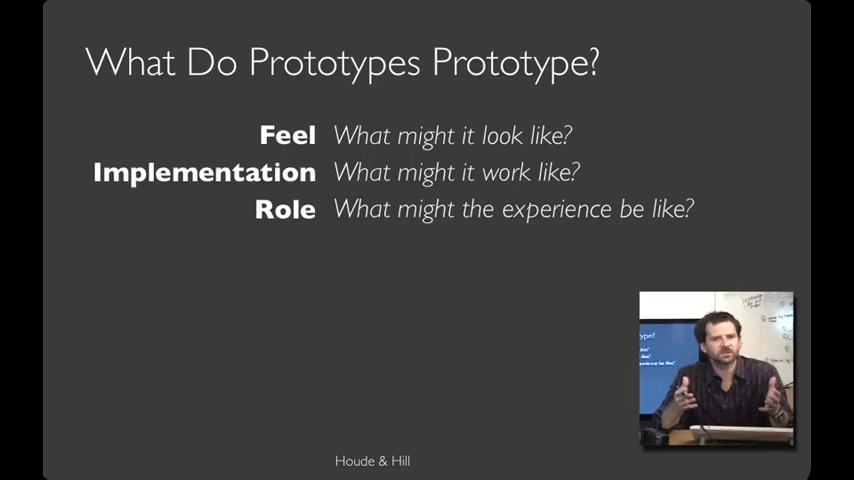 What Do Prototypes Prototype?
Feel What might it look like?
Implementation What might it work like?
Role What might the experience be like?
Houde & Hill